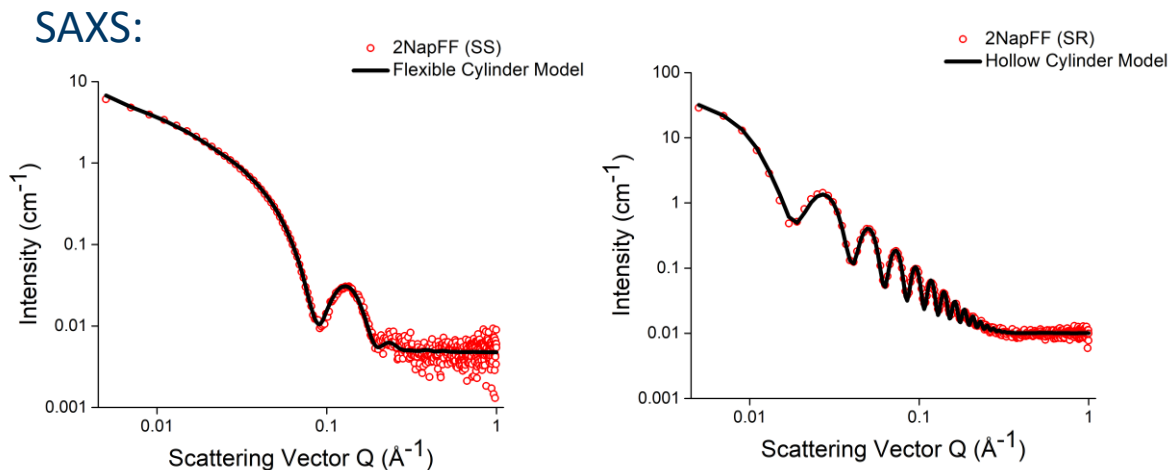 SAXS:
2NapFF (SS)
Flexible Cylinder Model
10
1
0.1
0.01
0.001
Intensity (cm⁻¹)
0.01
0.1
1
Scattering Vector Q (Å⁻¹)
2NapFF (SR)
Hollow Cylinder Model
100
10
1
0.1
0.01
0.001
Intensity (cm⁻¹)
0.01
0.1
1
Scattering Vector Q (Å⁻¹)